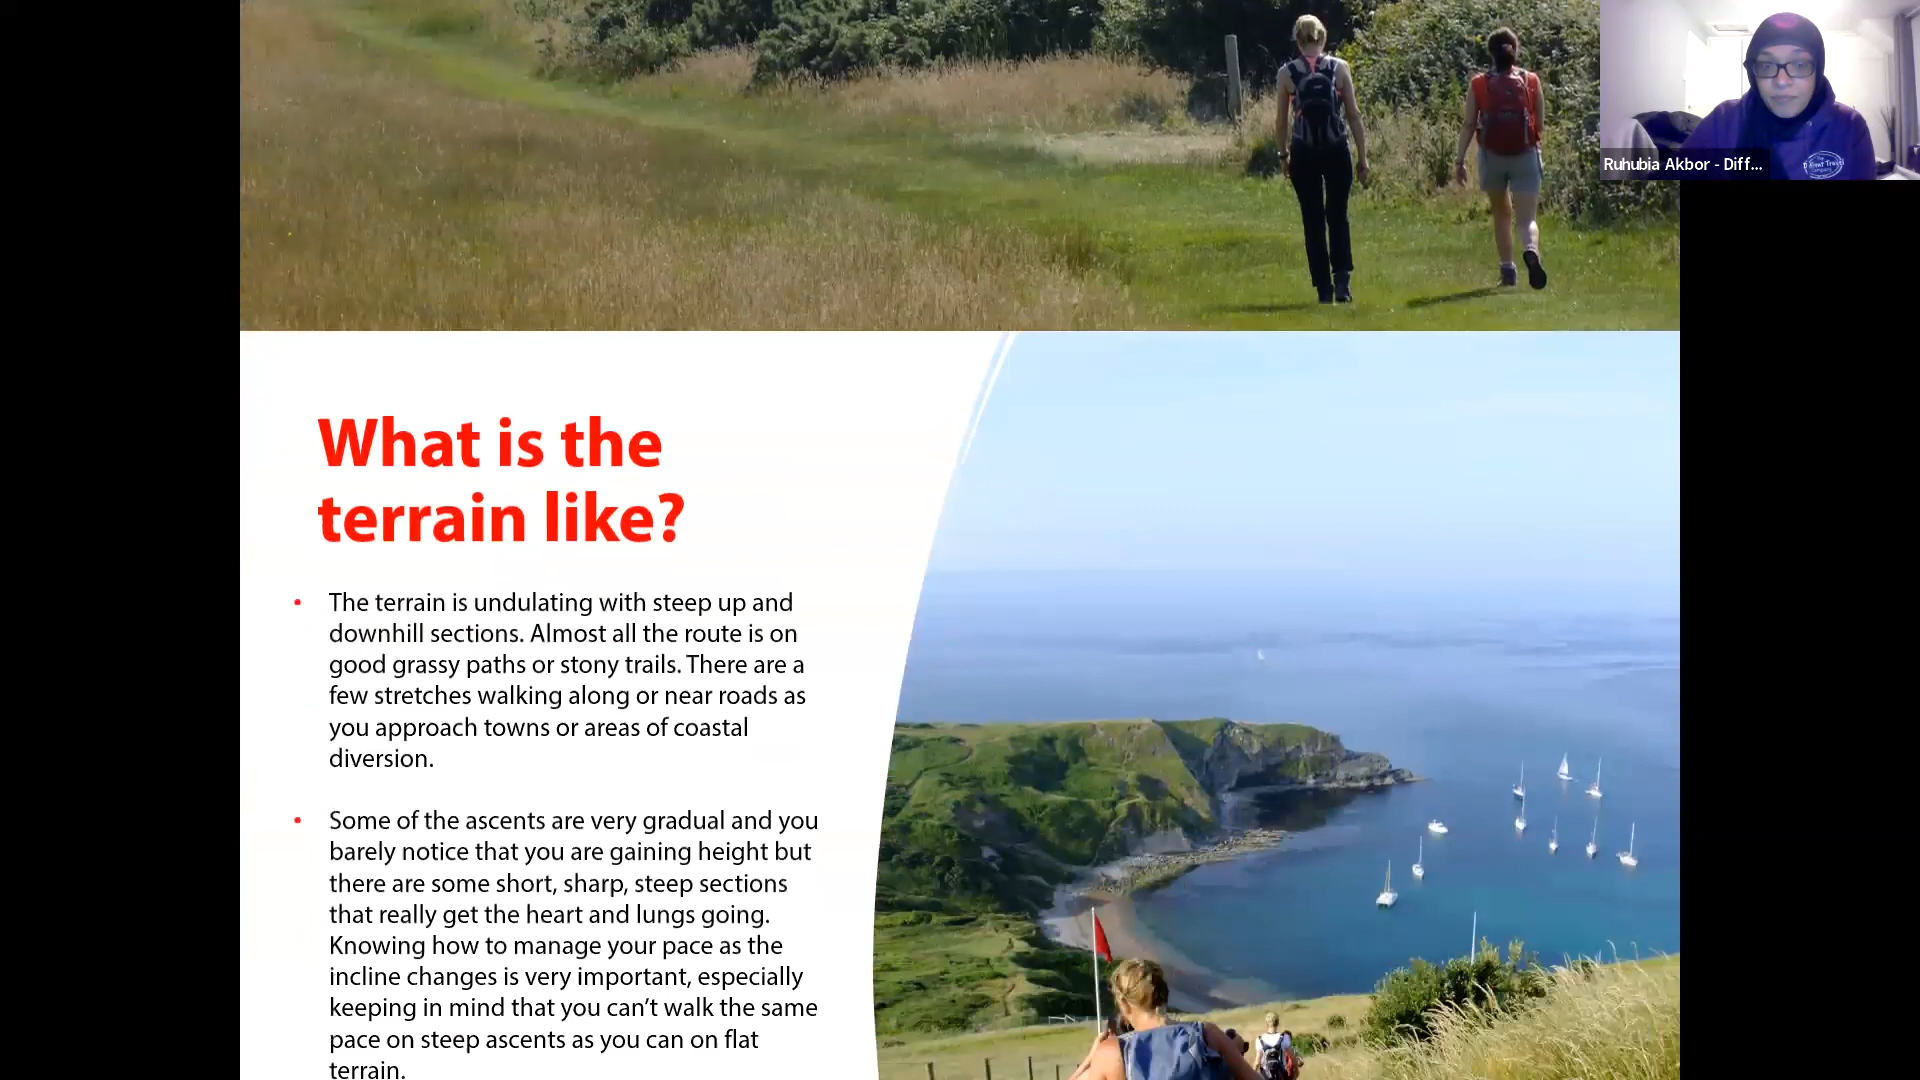 Ruhubia Akbor - Diff...
What is the
terrain like?
• The terrain is undulating with steep up and
downhill sections. Almost all the route is on
good grassy paths or stony trails. There are a
few stretches walking along or near roads as
you approach towns or areas of coastal
diversion.
• Some of the ascents are very gradual and you
barely notice that you are gaining height but
there are some short, sharp, steep sections
that really get the heart and lungs going.
Knowing how to manage your pace as the
incline changes is very important, especially
keeping in mind that you can’t walk the same
pace on steep ascents as you can on flat
terrain.